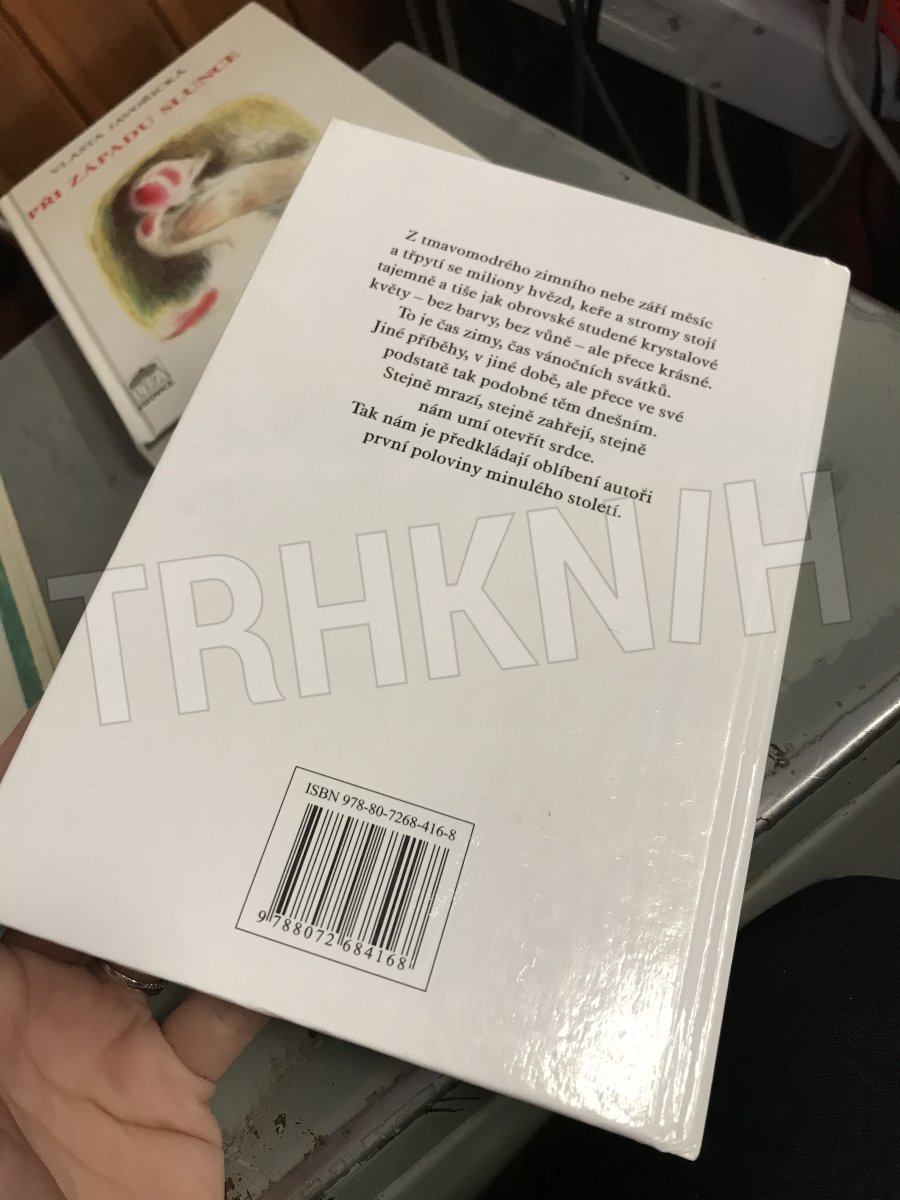 VLASTA JAVOŘICKÁ
PŘI ZÁPADU SLUNCE
Z tmavomodrého zimního nebe září měsíc
a třpytí se miliony hvězd, keře a stromy stojí
tajemně a tiše jak obrovské studené krystalové
květy – bez barvy, bez vůně – ale přece krásné.
To je čas zimy, čas vánočních svátků.
Jiné příběhy, v jiné době, ale přece ve své
podstatě tak podobné těm dnešním.
Stejně mrazí, stejně zahřejí, stejně
nám umí otevřít srdce.
Tak nám je předkládají oblíbení autoři
první poloviny minulého století.
TRHKNIH
ISBN 978-80-7268-416-8
9 788072 684168